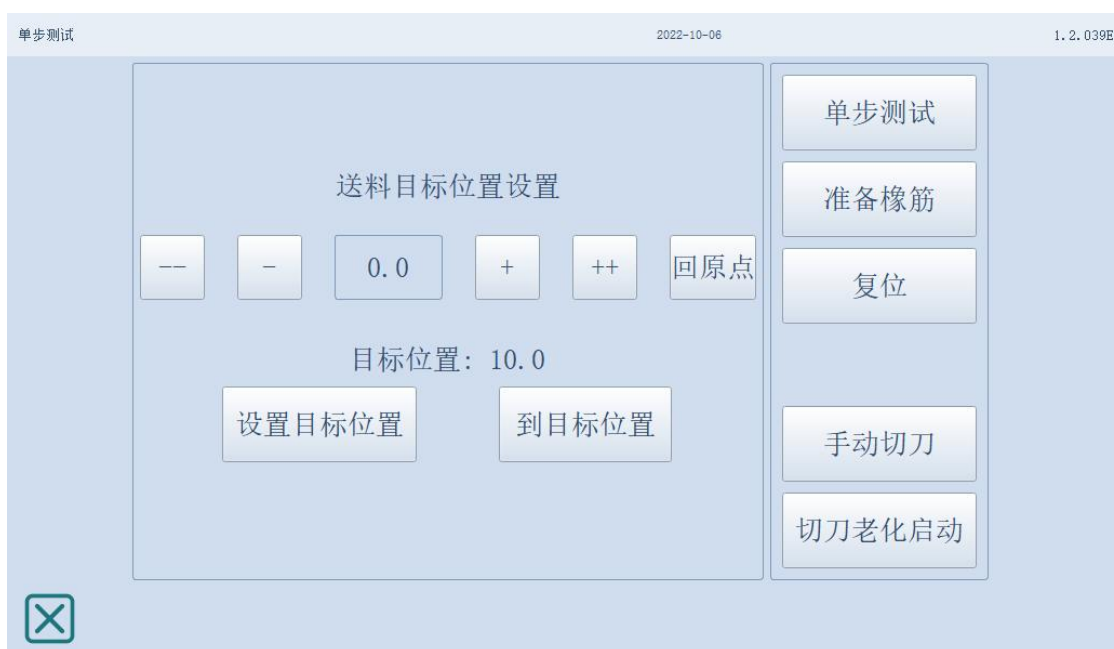 单步测试 2022-10-06 1.2.039E
送料目标位置设置
-- - 0.0 + ++ 回原点
目标位置: 10.0
设置目标位置 到目标位置
单步测试
准备橡筋
复位
手动切刀
切刀老化启动